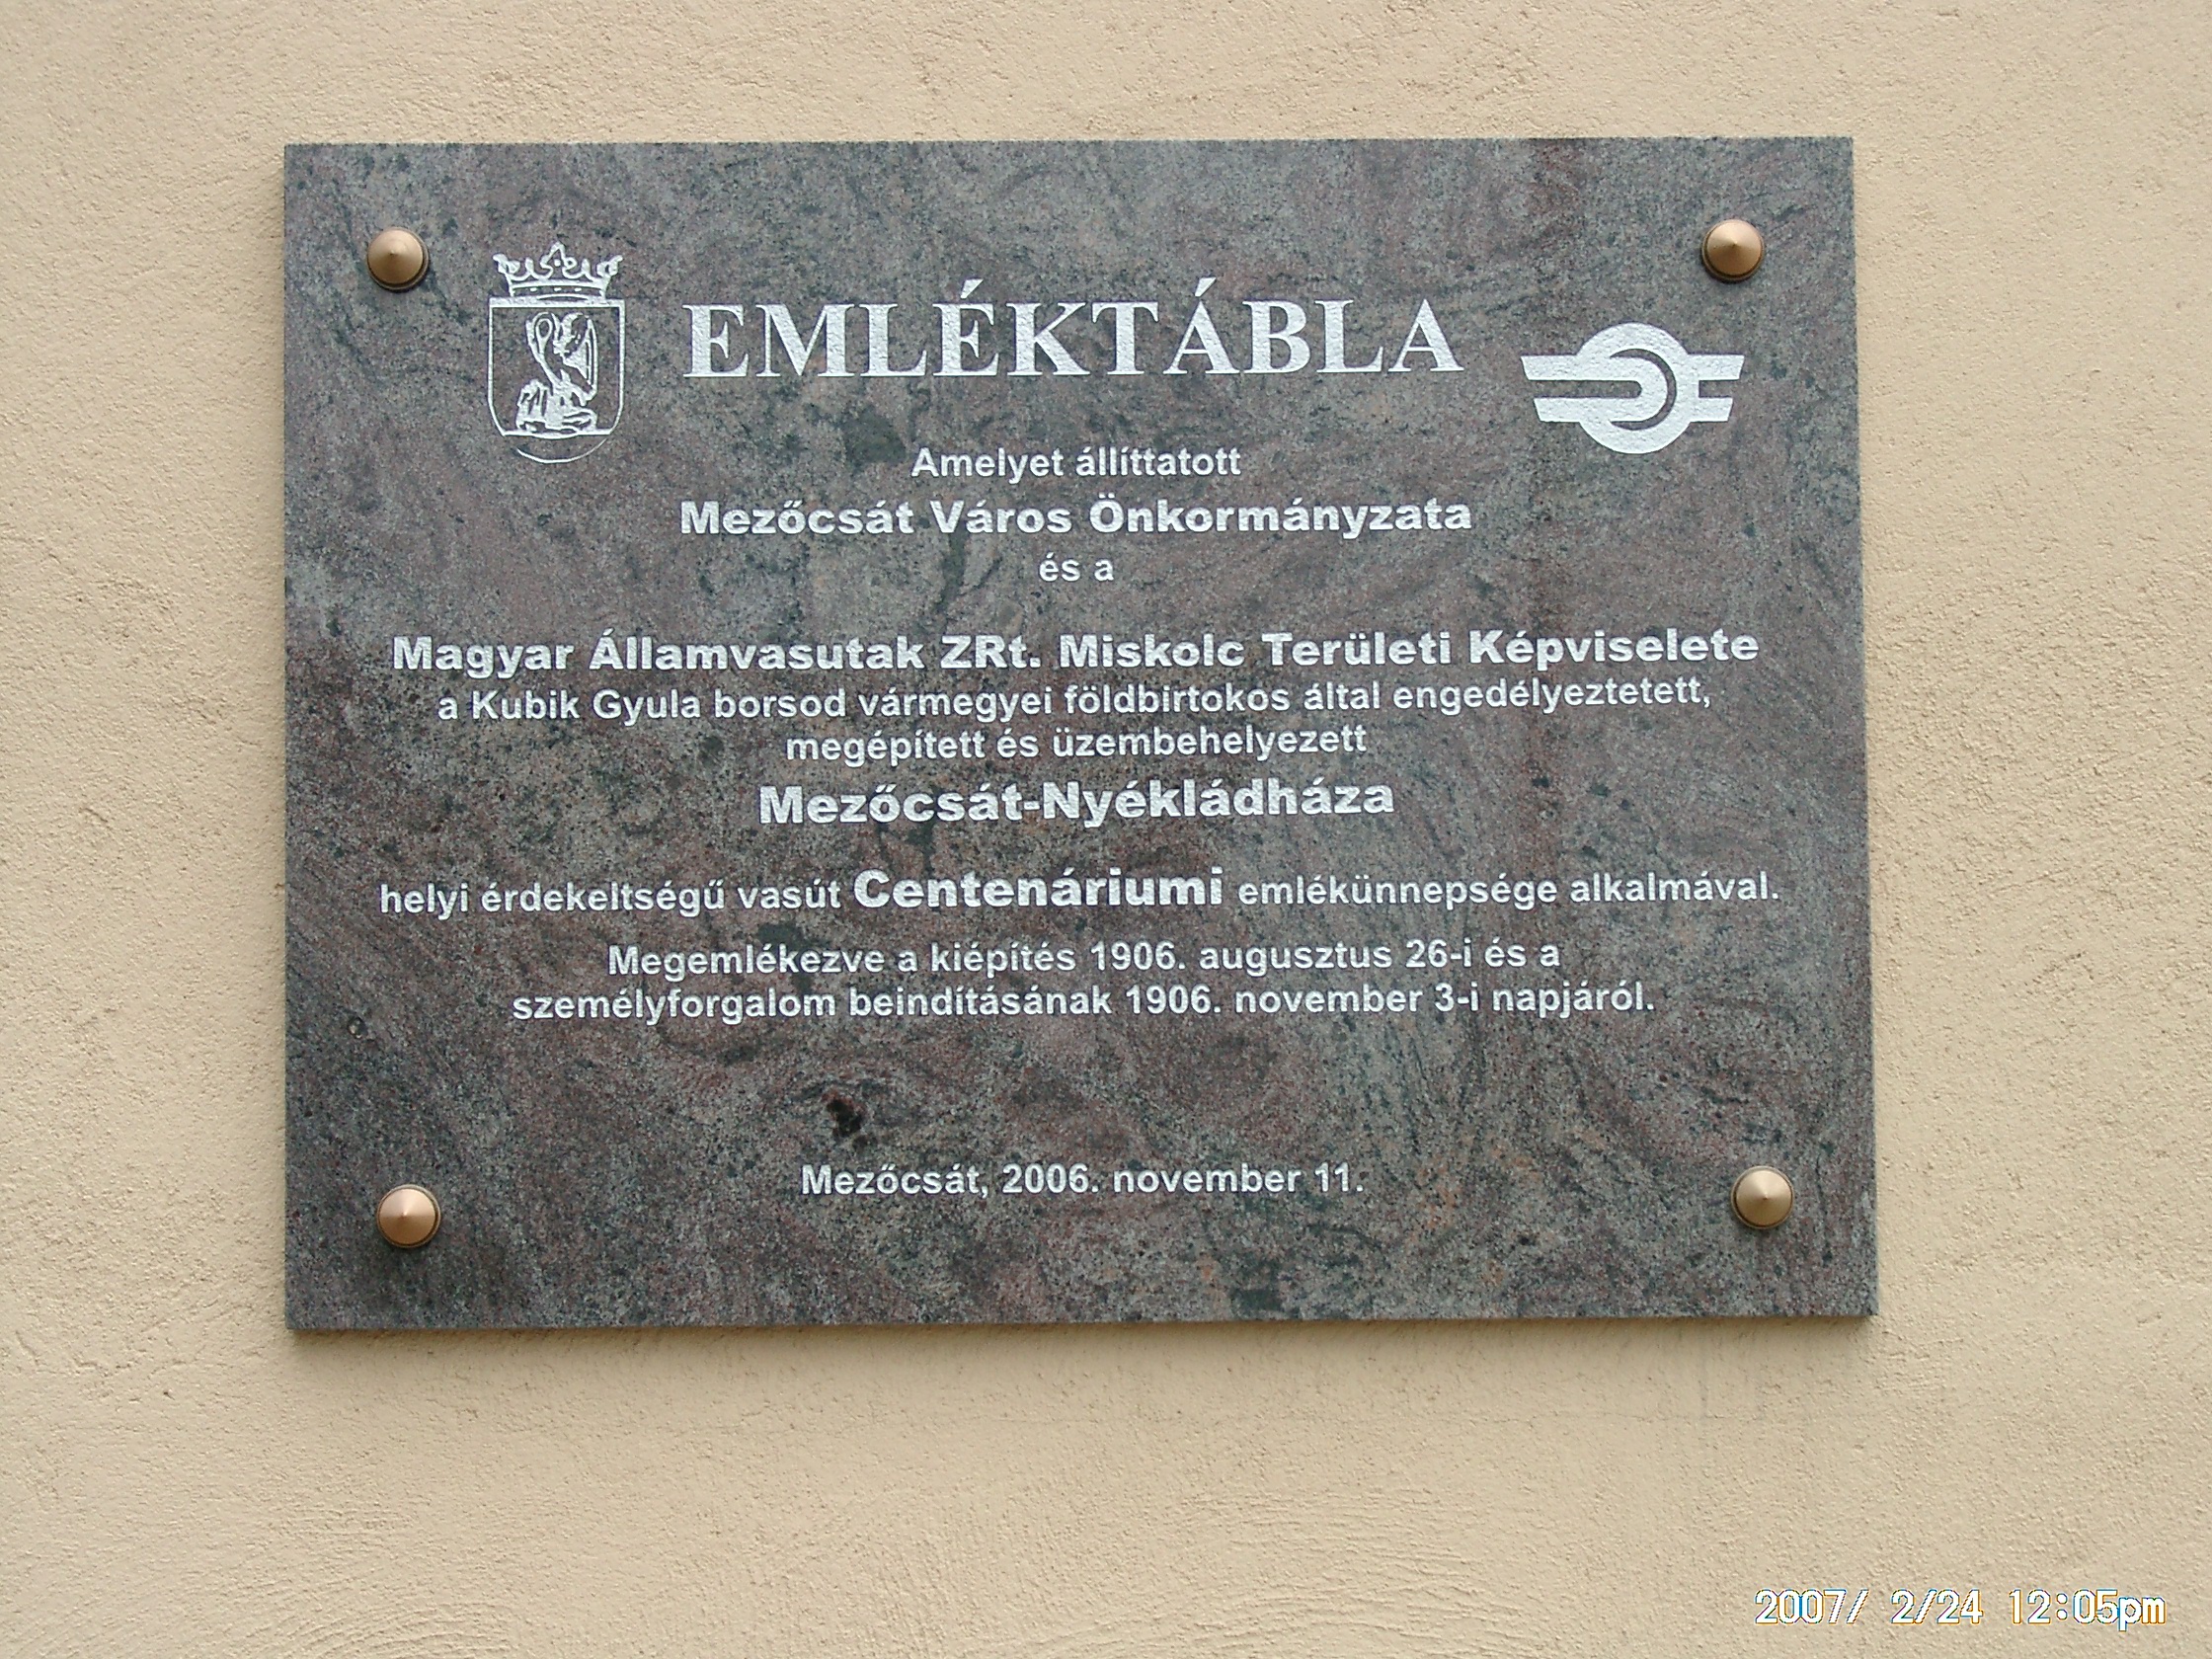 EMLÉKTÁBLA
Amelyet állíttatott
Mezőcsát Város Önkormányzata
és a
Magyar Államvasutak ZRt. Miskolc Területi Képviselete
a Kubik Gyula borsod vármegyei földbirtokos által engedélyeztetett,
megépített és üzembehelyezett
Mezőcsát-Nyékládháza
helyi érdekeltségű vasút Centenáriumi emlékünnepsége alkalmával.
Megemlékezve a kiépítés 1906. augusztus 26-i és a
személyforgalom beindításának 1906. november 3-i napjáról.
Mezőcsát, 2006. november 11.
2007/ 2/24 12:05pm